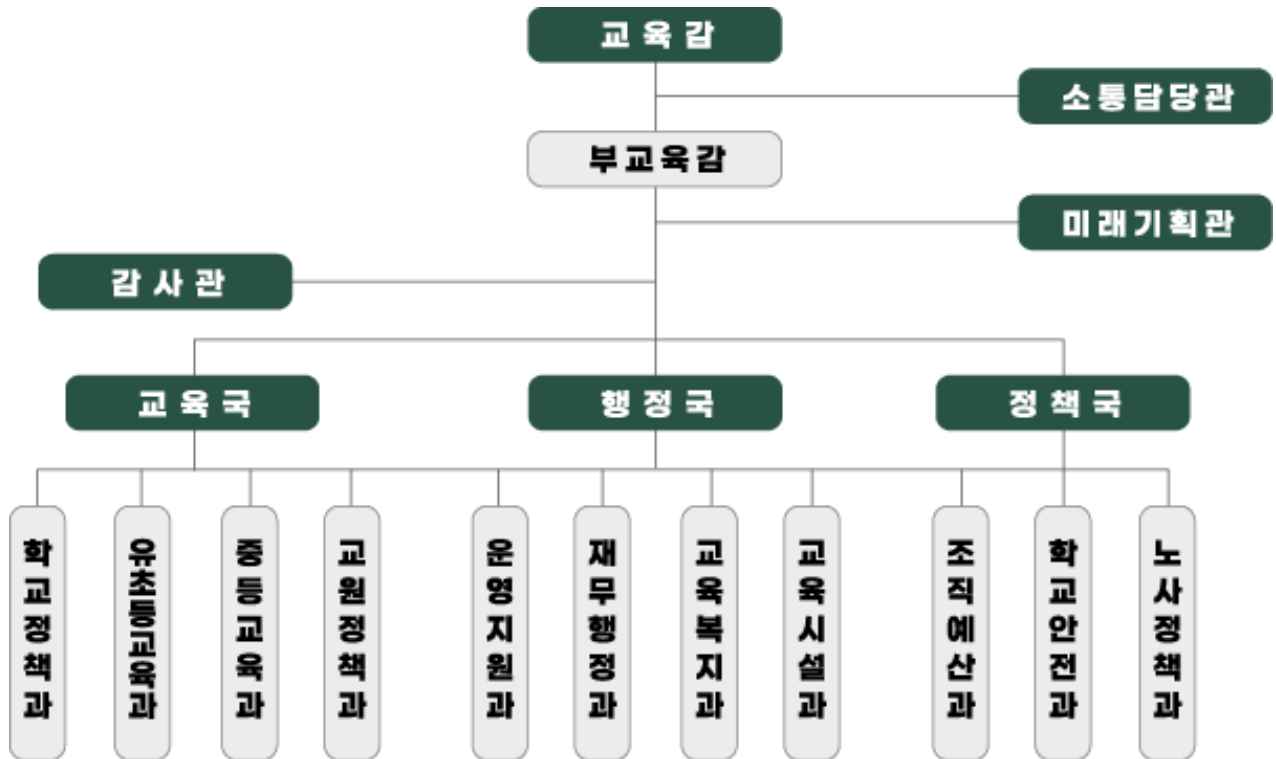 교육감
소통담당관
부교육감
미래기획관
감사관
교육국
행정국
정책국
학교정책과
유초등교육과
중등교육과
교원정책과
운영지원과
재무행정과
교육복지과
교육시설과
조직예산과
학교안전과
노사정책과